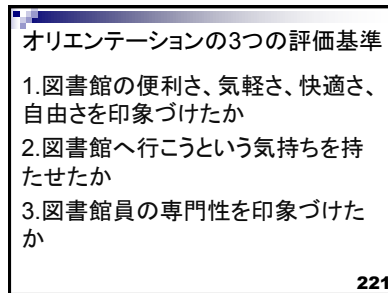 オリエンテーションの3つの評価基準
1.図書館の便利さ、気軽さ、快適さ、
自由さを印象づけたか
2.図書館へ行こうという気持ちを持
たせたか
3.図書館員の専門性を印象づけた
か
221